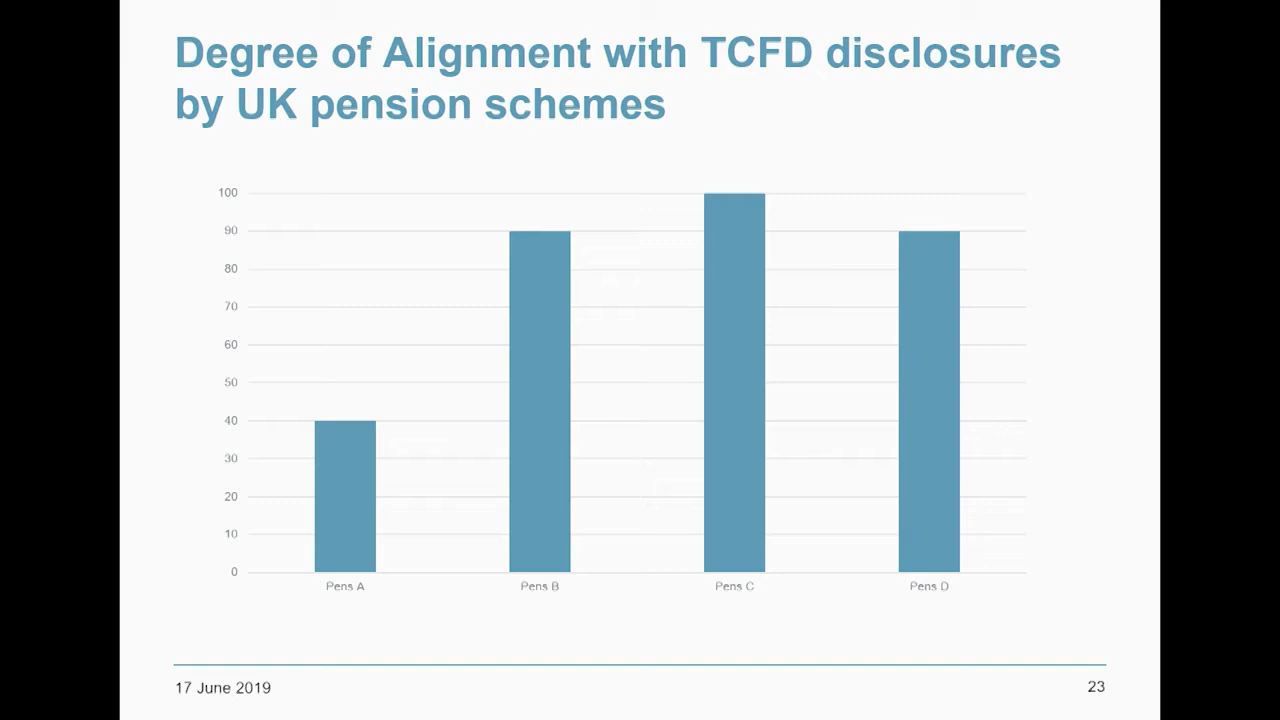 Degree of Alignment with TCFD disclosures
by UK pension schemes
100
90
80
70
60
50
40
30
20
10
0
Pens A Pens B Pens C Pens D
17 June 2019 23